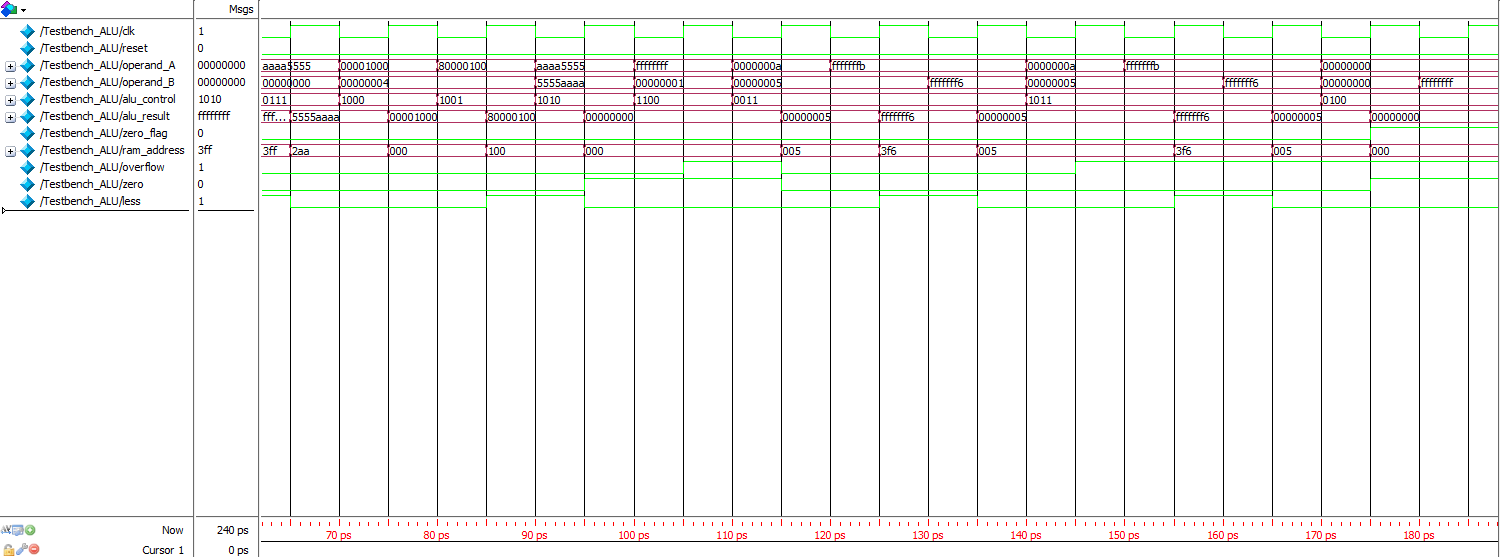 Msgs
/Testbench_ALU/clk 1
/Testbench_ALU/reset 0
/Testbench_ALU/operand_A 00000000 aaaa5555 00001000 80000100 aaaa5555 ffffffff 0000000a fffffffb 0000000a fffffffb 00000000
/Testbench_ALU/operand_B 00000000 00000000 00000004 5555aaaa 00000001 00000005 fffffff6 00000005 fffffff6 00000000 ffffffff
/Testbench_ALU/alu_control 1010 0111 1000 1001 1010 1100 0011 1011 0100
/Testbench_ALU/alu_result ffffffff fff... 5555aaaa 00001000 80000100 00000000 00000005 fffffff6 00000005 fffffff6 00000005 00000000
/Testbench_ALU/zero_flag 0
/Testbench_ALU/ram_address 3ff 3ff 2aa 000 100 000 005 3f6 005 3f6 005 000
/Testbench_ALU/overflow 1
/Testbench_ALU/zero 0
/Testbench_ALU/less 1
Now 240 ps
70 ps 80 ps 90 ps 100 ps 110 ps 120 ps 130 ps 140 ps 150 ps 160 ps 170 ps 180 ps
Cursor 1 0 ps